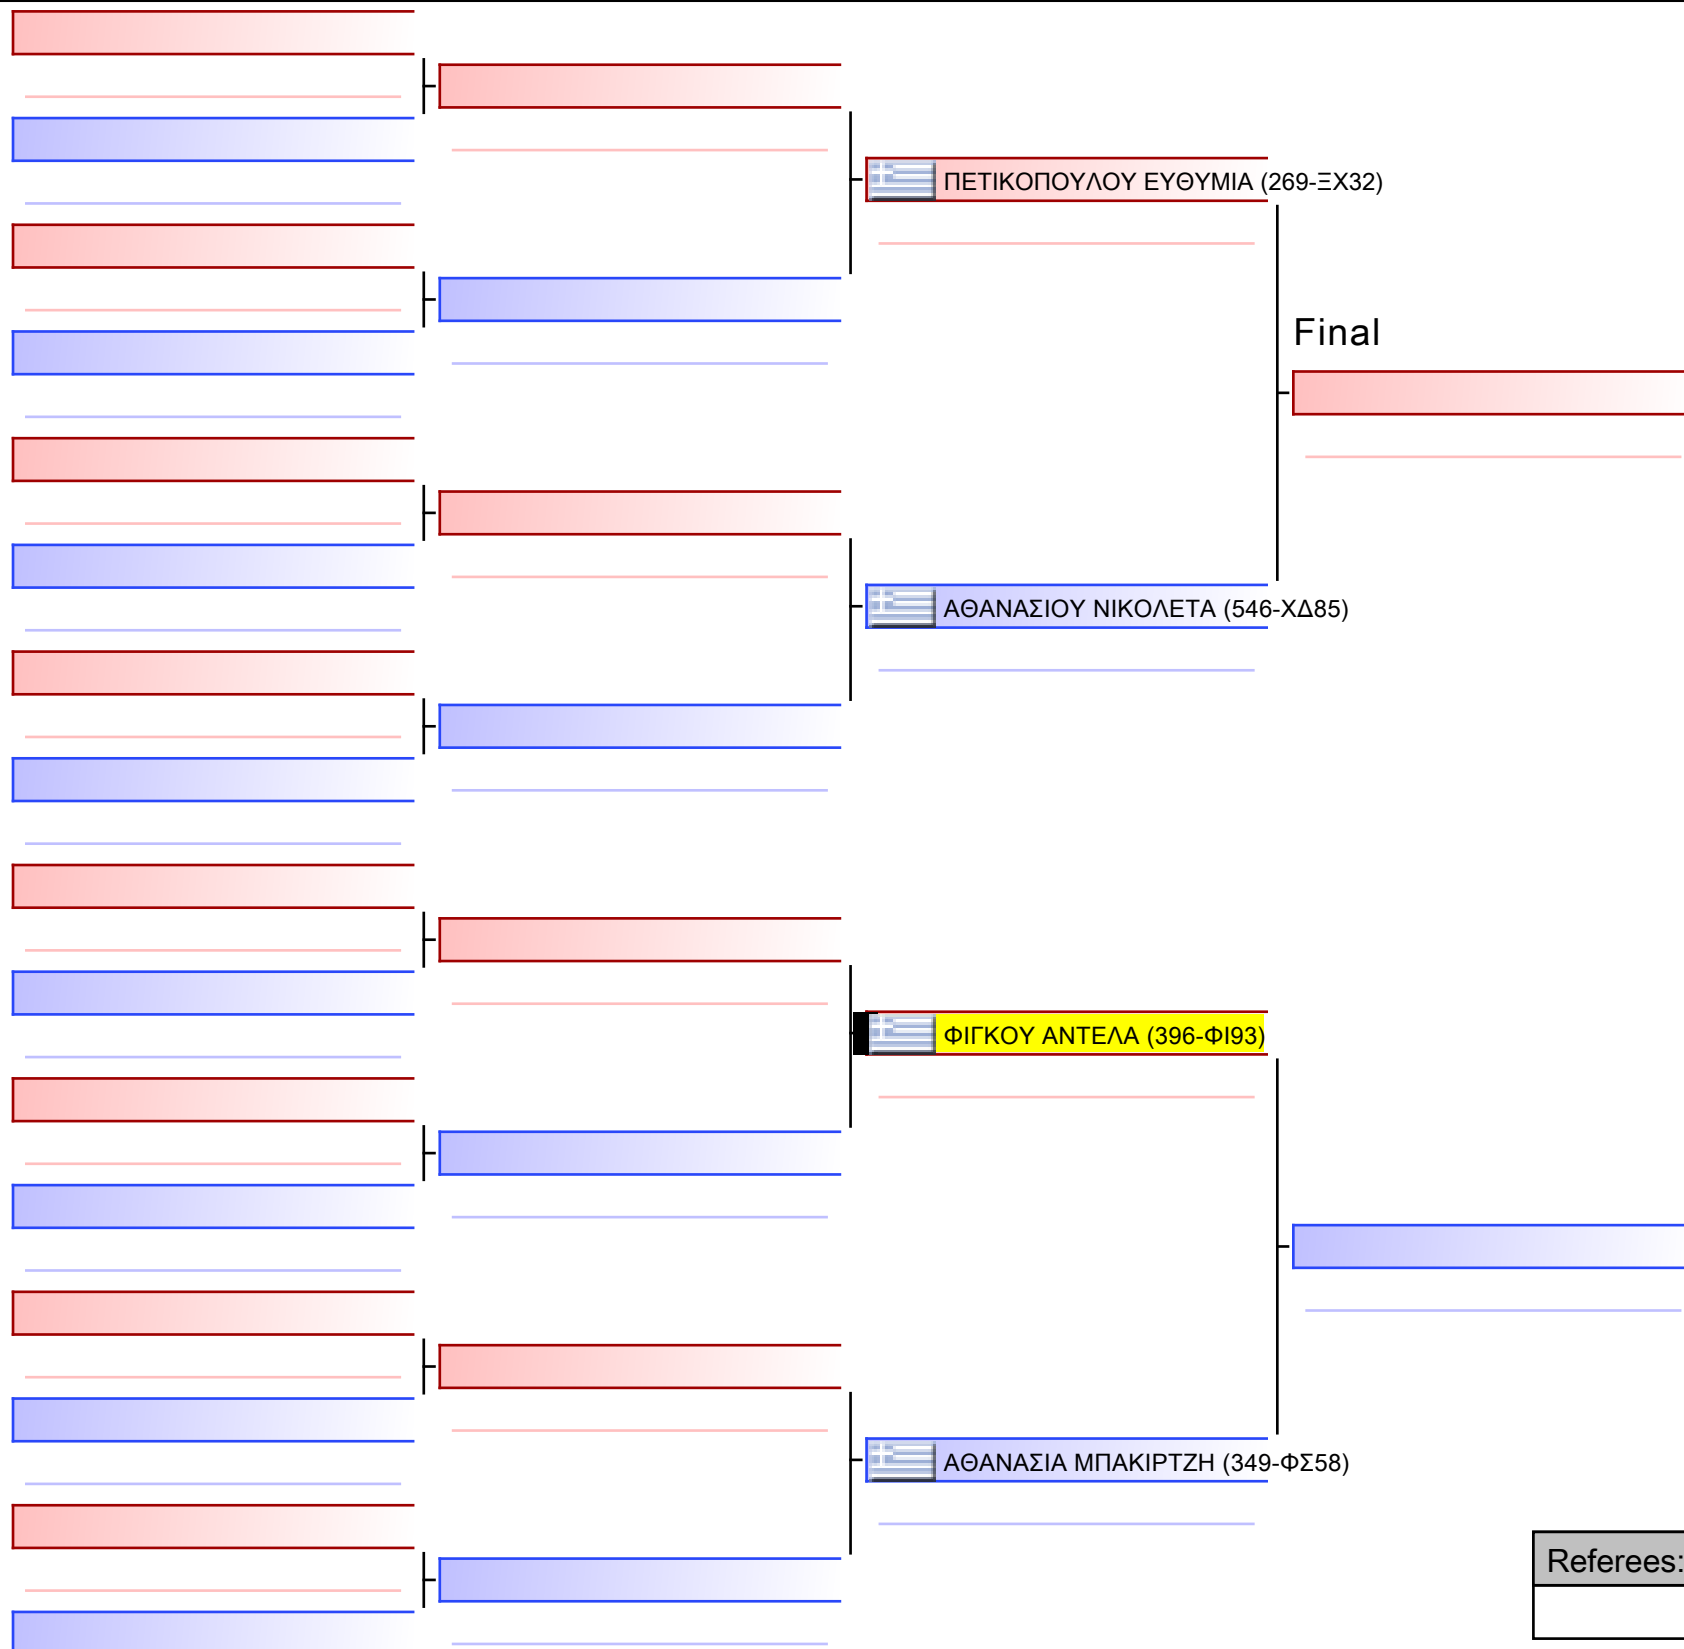 ΠΕΤΙΚΟΠΟΥΛΟΥ ΕΥΘΥΜΙΑ (269-ΞΧ32)
Final
ΑΘΑΝΑΣΙΟΥ ΝΙΚΟΛΕΤΑ (546-ΧΔ85)
ΦΙΓΚΟΥ ΑΝΤΕΛΑ (396-ΦΙ93)
ΑΘΑΝΑΣΙΑ ΜΠΑΚΙΡΤΖΗ (349-ΦΣ58)
Referees: